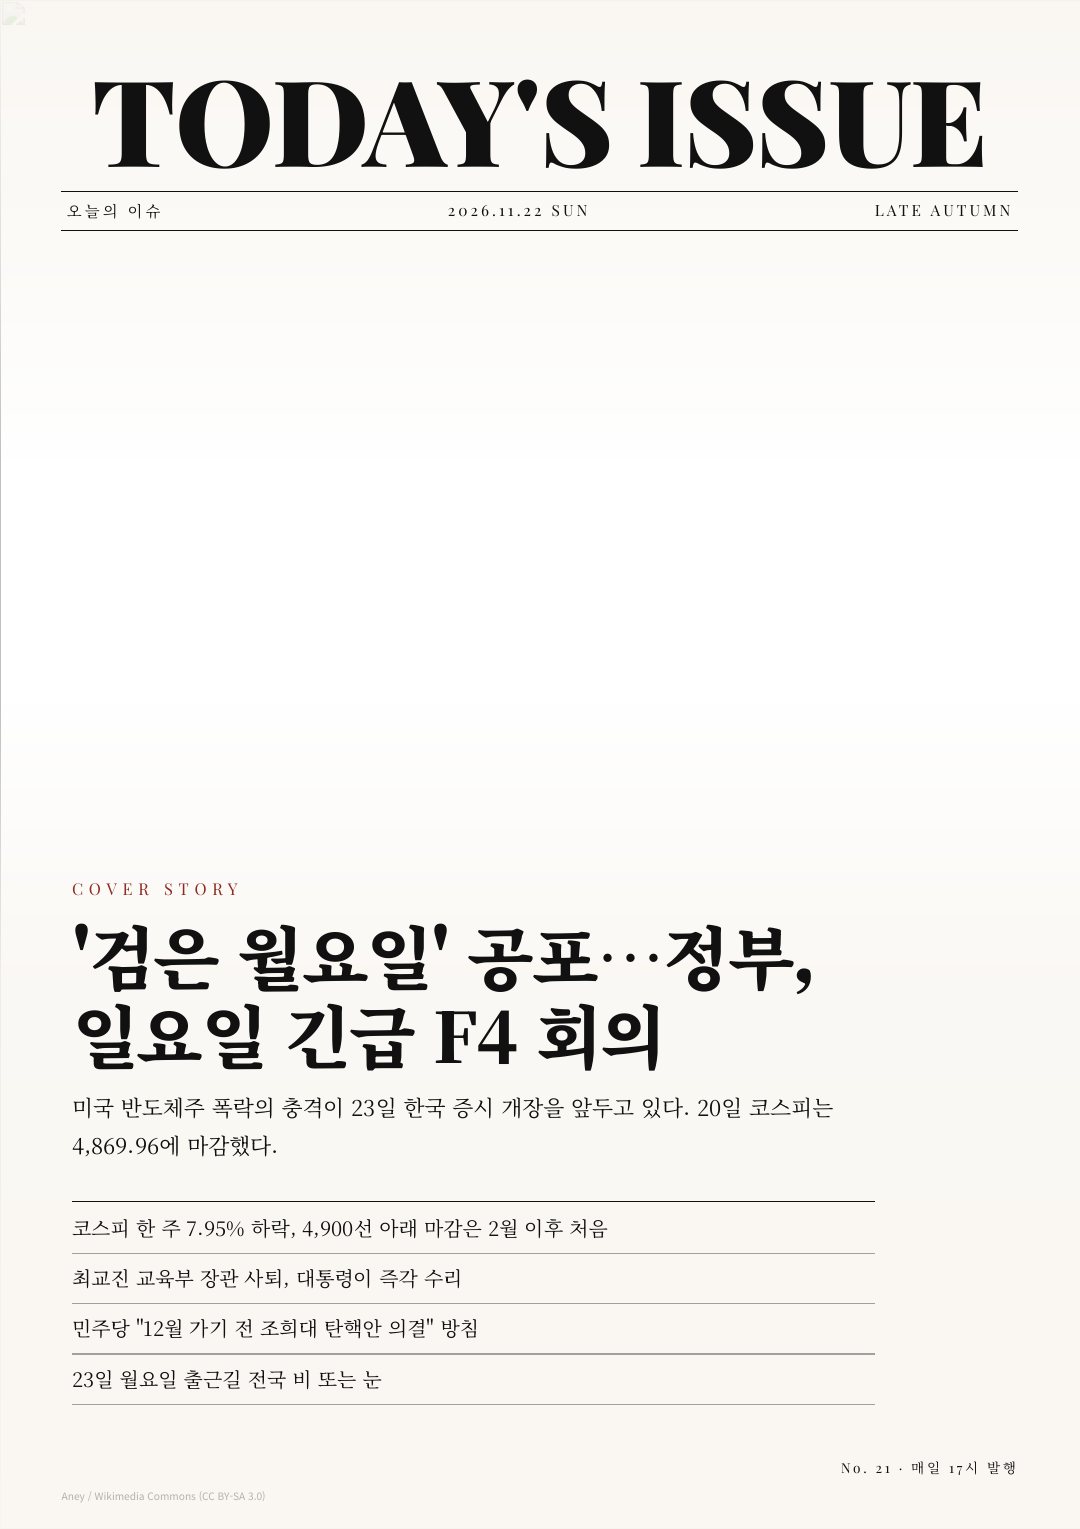 TODAY'S ISSUE
오늘의 이슈
2026.11.22 SUN
LATE AUTUMN
COVER STORY
'검은 월요일' 공포…정부,
일요일 긴급 F4 회의
미국 반도체주 폭락의 충격이 23일 한국 증시 개장을 앞두고 있다. 20일 코스피는
4,869.96에 마감했다.
코스피 한 주 7.95% 하락, 4,900선 아래 마감은 2월 이후 처음
최교진 교육부 장관 사퇴, 대통령이 즉각 수리
민주당 "12월 가기 전 조희대 탄핵안 의결" 방침
23일 월요일 출근길 전국 비 또는 눈
No. 21 · 매일 17시 발행
Aney / Wikimedia Commons (CC BY-SA 3.0)